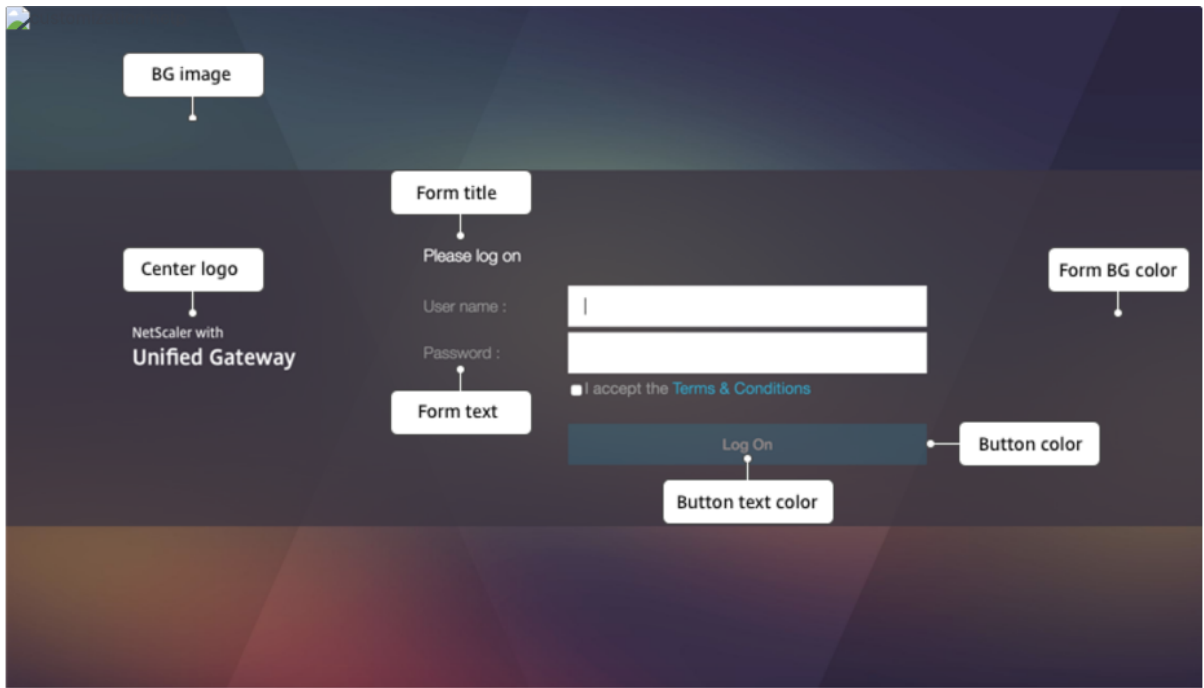 BG image
Form title
Please log on
Center logo
Form BG color
User name :
NetScaler with
Unified Gateway
Password :
I accept the Terms & Conditions
Form text
Log On
Button color
Button text color